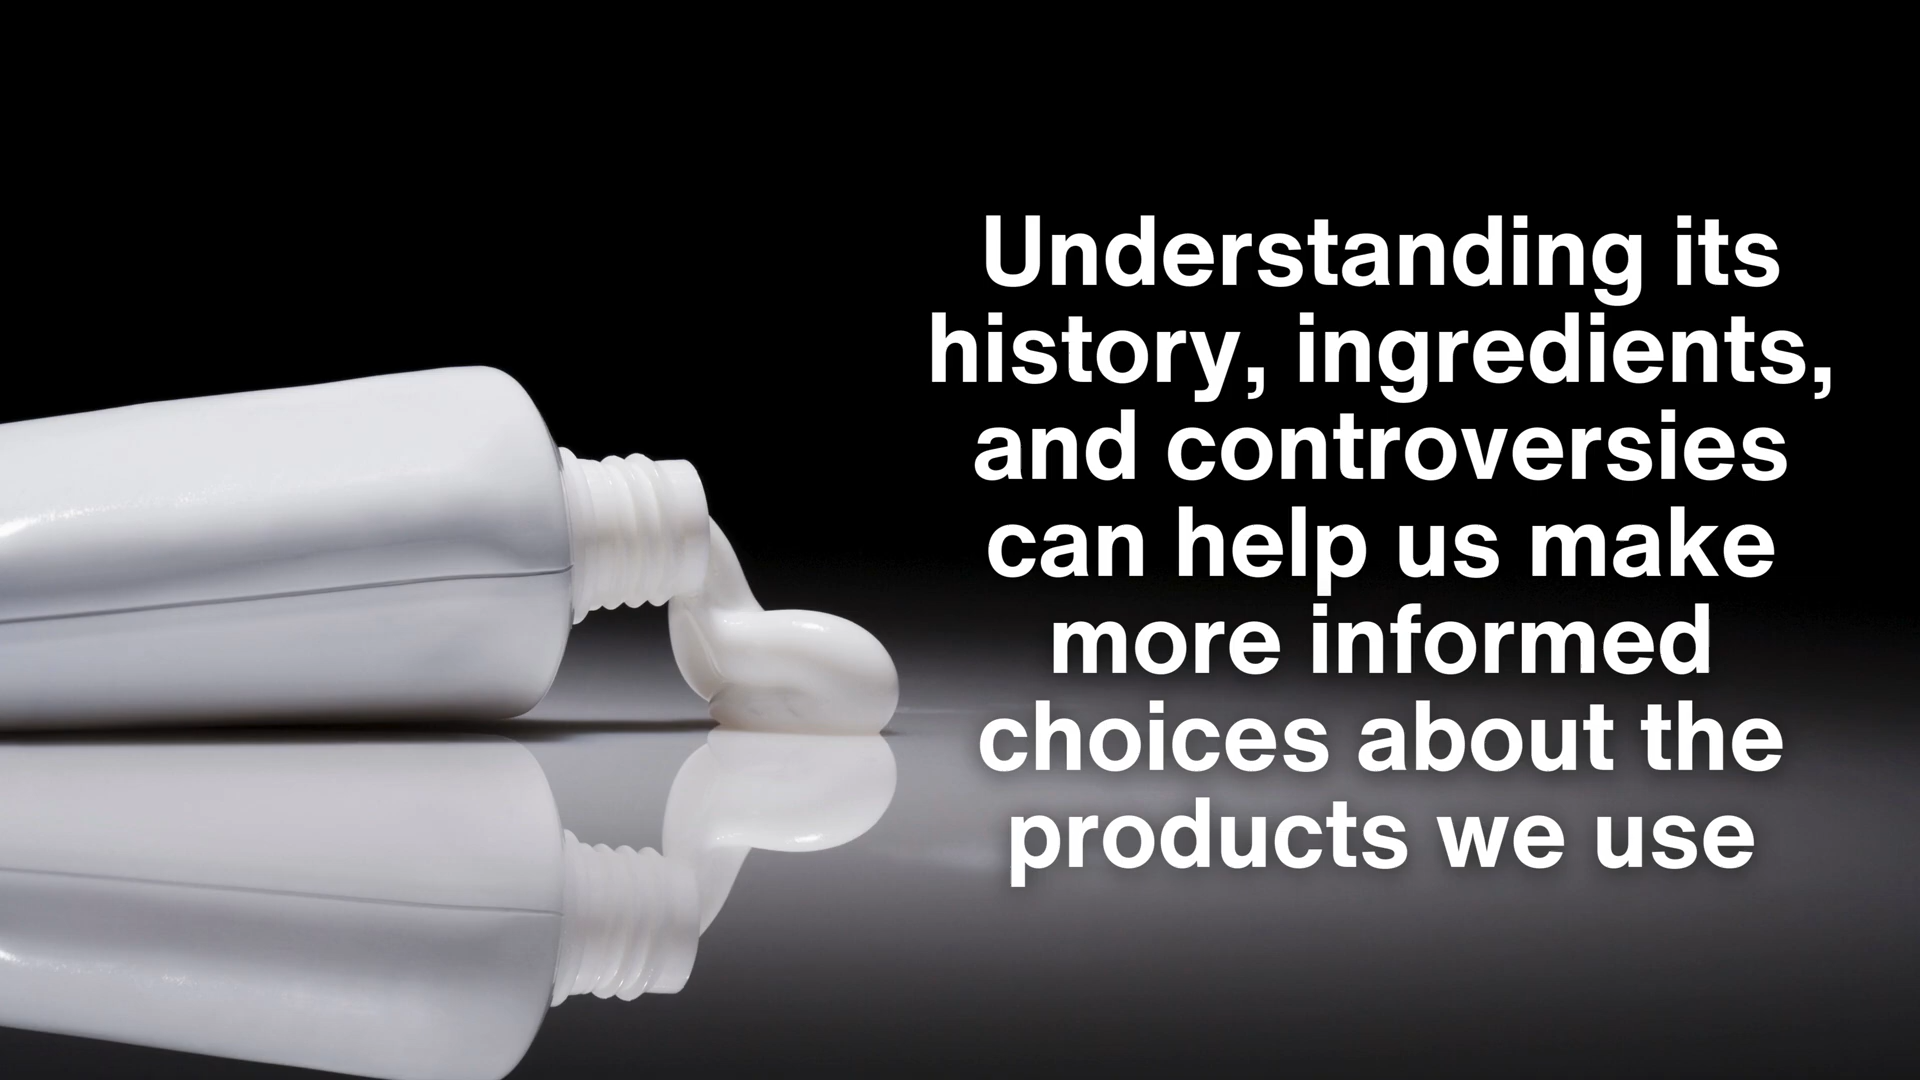 Understanding its
history, ingredients,
and controversies
can help us make
more informed
choices about the
products we use